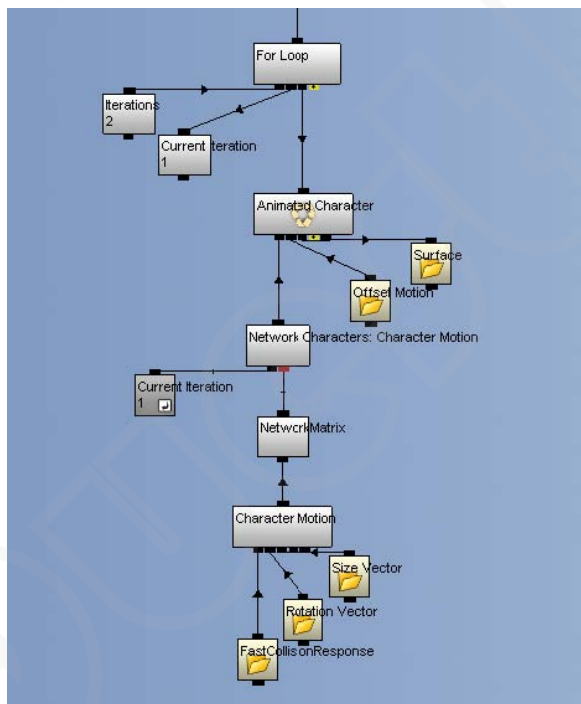 For Loop
Iterations
2
Current Iteration
1
Animated Character
Surface
Offset Motion
Network Characters: Character Motion
Current Iteration
1
NetworkMatrix
Character Motion
Size Vector
Rotation Vector
FastCollisonResponse